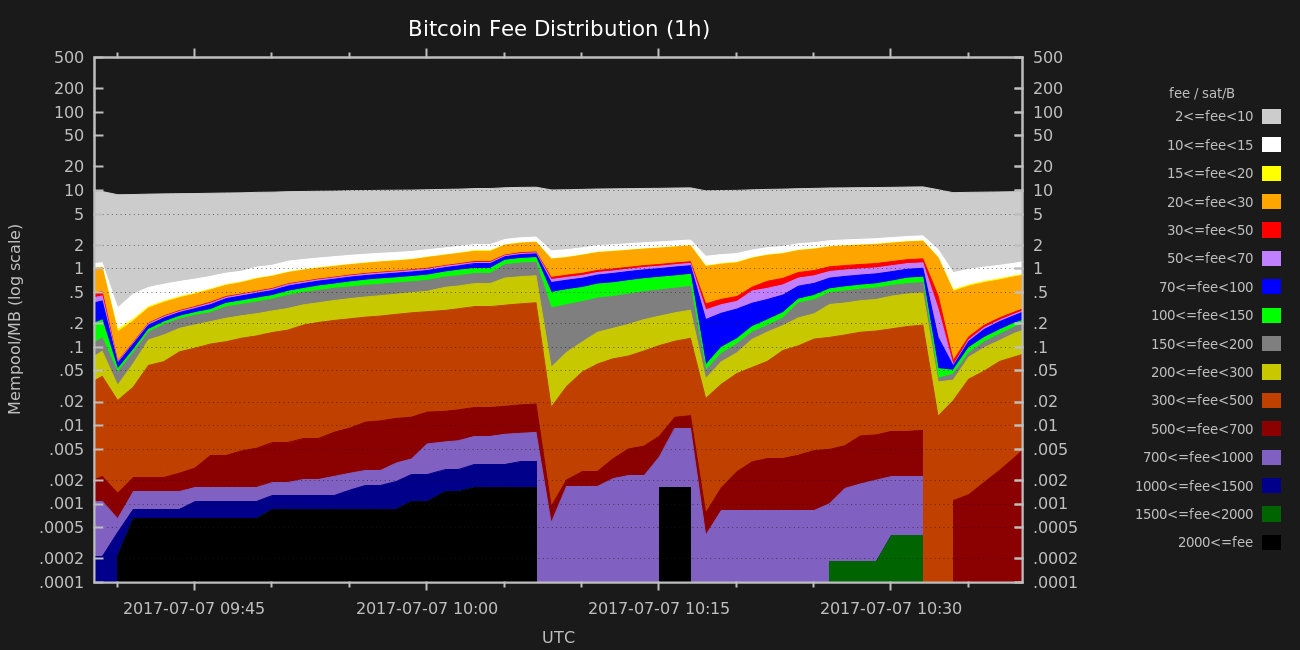 Bitcoin Fee Distribution (1h)
500 500
200 200
100 100
50 50
20 20
10 10
5 5
2 2
1 1
.5 .5
.2 .2
.1 .1
.05 .05
.02 .02
.01 .01
.005 .005
.002 .002
.001 .001
.0005 .0005
.0002 .0002
.0001 .0001
Mempool/MB (log scale)
2017-07-07 09:45 2017-07-07 10:00 2017-07-07 10:15 2017-07-07 10:30
UTC
fee / sat/B
2<=fee<10
10<=fee<15
15<=fee<20
20<=fee<30
30<=fee<50
50<=fee<70
70<=fee<100
100<=fee<150
150<=fee<200
200<=fee<300
300<=fee<500
500<=fee<700
700<=fee<1000
1000<=fee<1500
1500<=fee<2000
2000<=fee